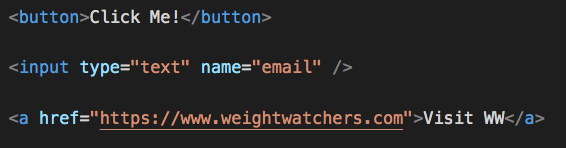 <button>Click Me!</button>
<input type="text" name="email" />
<a href="https://www.weightwatchers.com">Visit WW</a>